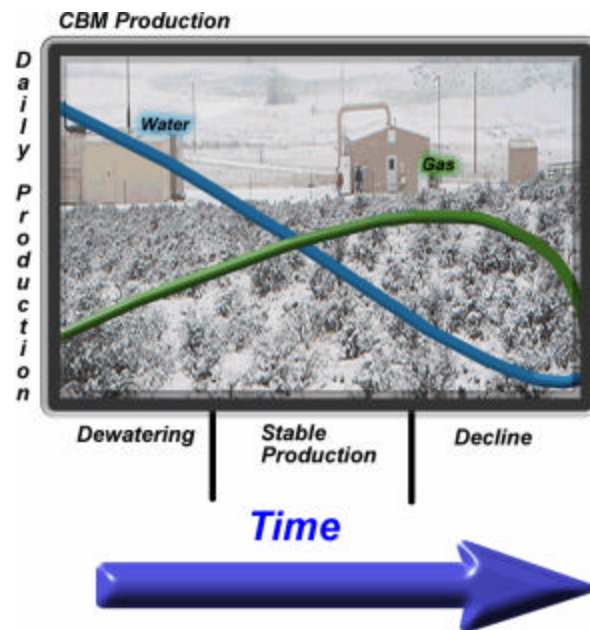 CBM Production
Daily Production
Water
Gas
Dewatering
Stable
Production
Decline
Time